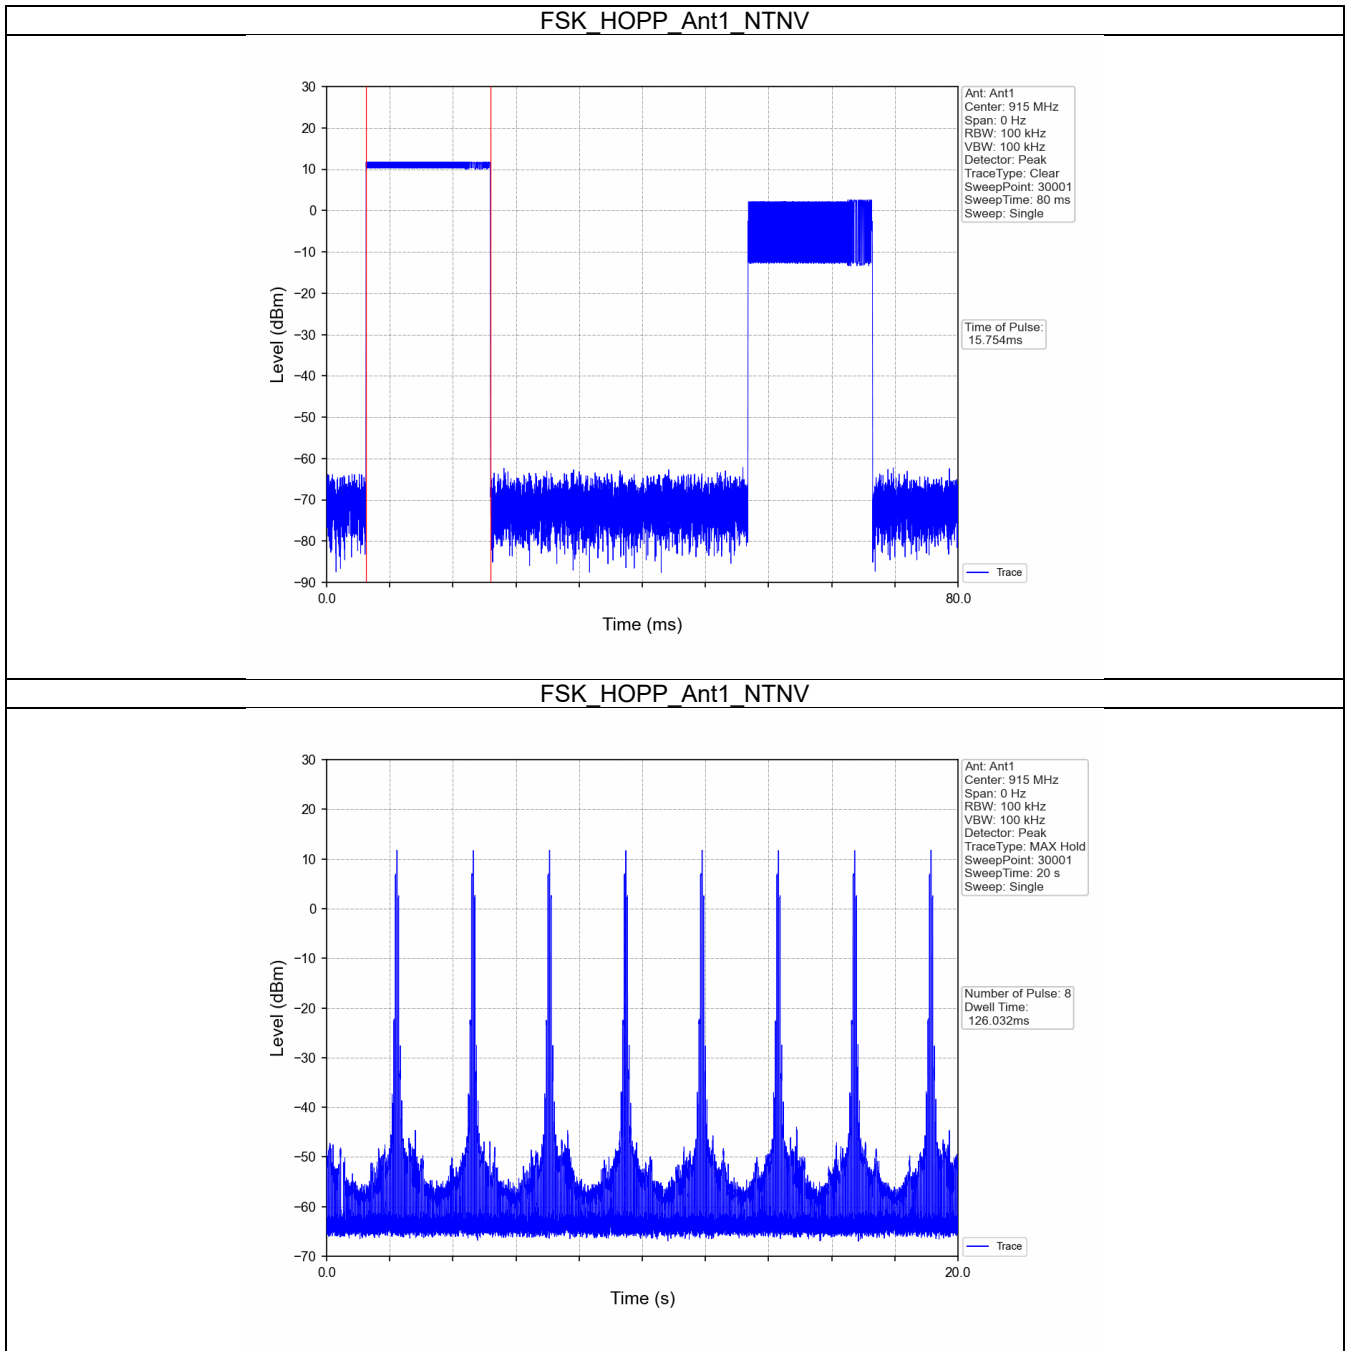 FSK_HOPP_Ant1_NTNV
30
20
10
0
−10
−20
−30
−40
−50
−60
−70
−80
−90
Level (dBm)
0.0
80.0
Time (ms)
Ant: Ant1
Center: 915 MHz
Span: 0 Hz
RBW: 100 kHz
VBW: 100 kHz
Detector: Peak
TraceType: Clear
SweepPoint: 30001
SweepTime: 80 ms
Sweep: Single
Time of Pulse:
15.754ms
Trace
FSK_HOPP_Ant1_NTNV
30
20
10
0
−10
−20
−30
−40
−50
−60
−70
Level (dBm)
0.0
20.0
Time (s)
Ant: Ant1
Center: 915 MHz
Span: 0 Hz
RBW: 100 kHz
VBW: 100 kHz
Detector: Peak
TraceType: MAX Hold
SweepPoint: 30001
SweepTime: 20 s
Sweep: Single
Number of Pulse: 8
Dwell Time:
126.032ms
Trace